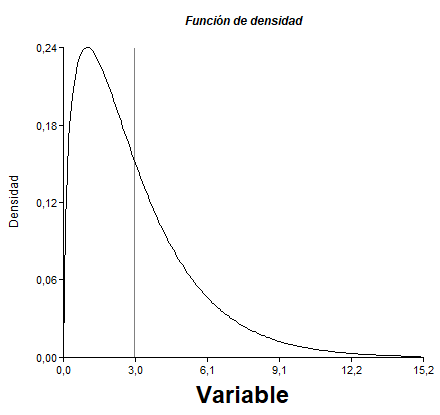 Función de densidad
0,24
0,18
0,12
0,06
0,00
Densidad
0,0 3,0 6,1 9,1 12,2 15,2
Variable